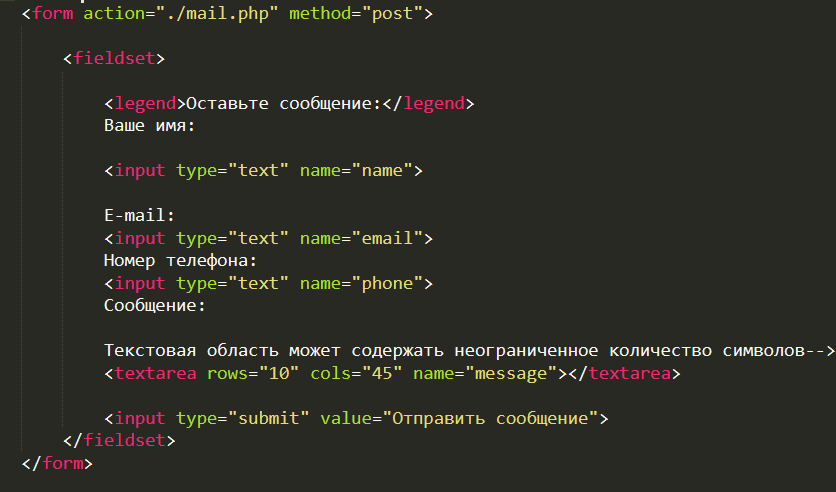 <form action="./mail.php" method="post">
<fieldset>
<legend>Оставьте сообщение:</legend>
Ваше имя:
<input type="text" name="name">
E-mail:
<input type="text" name="email">
Номер телефона:
<input type="text" name="phone">
Сообщение:
Текстовая область может содержать неограниченное количество символов-->
<textarea rows="10" cols="45" name="message"></textarea>
<input type="submit" value="Отправить сообщение">
</fieldset>
</form>